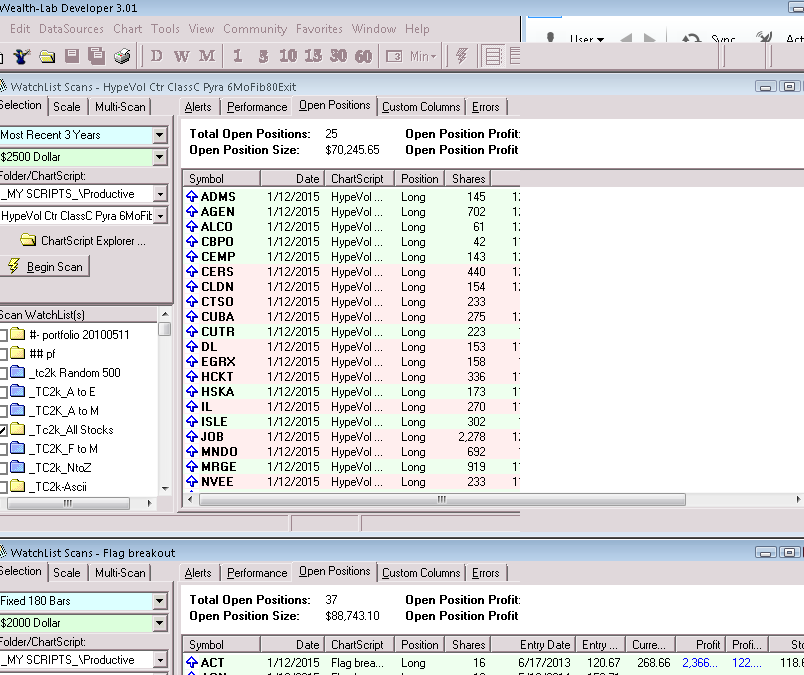 Wealth-Lab Developer 3.01
Edit DataSources Chart Tools View Community Favorites Window Help
User
Sync
D W M 1 3 10 13 30 60 Min
WatchList Scans - HypeVol Ctr ClassC Pyra 6MoFib80Exit
Selection Scale Multi-Scan
Alerts Performance Open Positions Custom Columns Errors
Most Recent 3 Years
$2500 Dollar
Folder/ChartScript:
_MY SCRIPTS_\Productive
HypeVol Ctr ClassC Pyra 6MoFib
ChartScript Explorer ...
Begin Scan
Scan WatchList(s)
#- portfolio 20100511
## pf
_tc2k Random 500
_TC2K_A to E
_TC2K_A to M
_Tc2k_All Stocks
_TC2K_F to M
_TC2k_NtoZ
_TC2k-Ascii
Total Open Positions: 25 Open Position Profit:
Open Position Size: $70,245.65 Open Position Profit
Symbol Date ChartScript Position Shares
ADMS 1/12/2015 HypeVol ... Long 145
AGEN 1/12/2015 HypeVol ... Long 702
ALCO 1/12/2015 HypeVol ... Long 61
CBPO 1/12/2015 HypeVol ... Long 42
CEMP 1/12/2015 HypeVol ... Long 143
CERS 1/12/2015 HypeVol ... Long 440
CLDN 1/12/2015 HypeVol ... Long 154
CTSO 1/12/2015 HypeVol ... Long 233
CUBA 1/12/2015 HypeVol ... Long 275
CUTR 1/12/2015 HypeVol ... Long 223
DL 1/12/2015 HypeVol ... Long 153
EGRX 1/12/2015 HypeVol ... Long 158
HCKT 1/12/2015 HypeVol ... Long 336
HSKA 1/12/2015 HypeVol ... Long 173
IL 1/12/2015 HypeVol ... Long 270
ISLE 1/12/2015 HypeVol ... Long 302
JOB 1/12/2015 HypeVol ... Long 2,278
MNDO 1/12/2015 HypeVol ... Long 692
MRGE 1/12/2015 HypeVol ... Long 919
NVEE 1/12/2015 HypeVol ... Long 233
WatchList Scans - Flag breakout
Selection Scale Multi-Scan
Alerts Performance Open Positions Custom Columns Errors
Fixed 180 Bars
$2000 Dollar
Folder/ChartScript:
_MY SCRIPTS_\Productive
Total Open Positions: 37 Open Position Profit:
Open Position Size: $88,743.10 Open Position Profit
Symbol Date ChartScript Position Shares Entry Date Entry ... Curre... Profit Profi... Sto
ACT 1/12/2015 Flag brea... Long 16 6/17/2013 120.67 268.66 2,366... 122.... 118.6